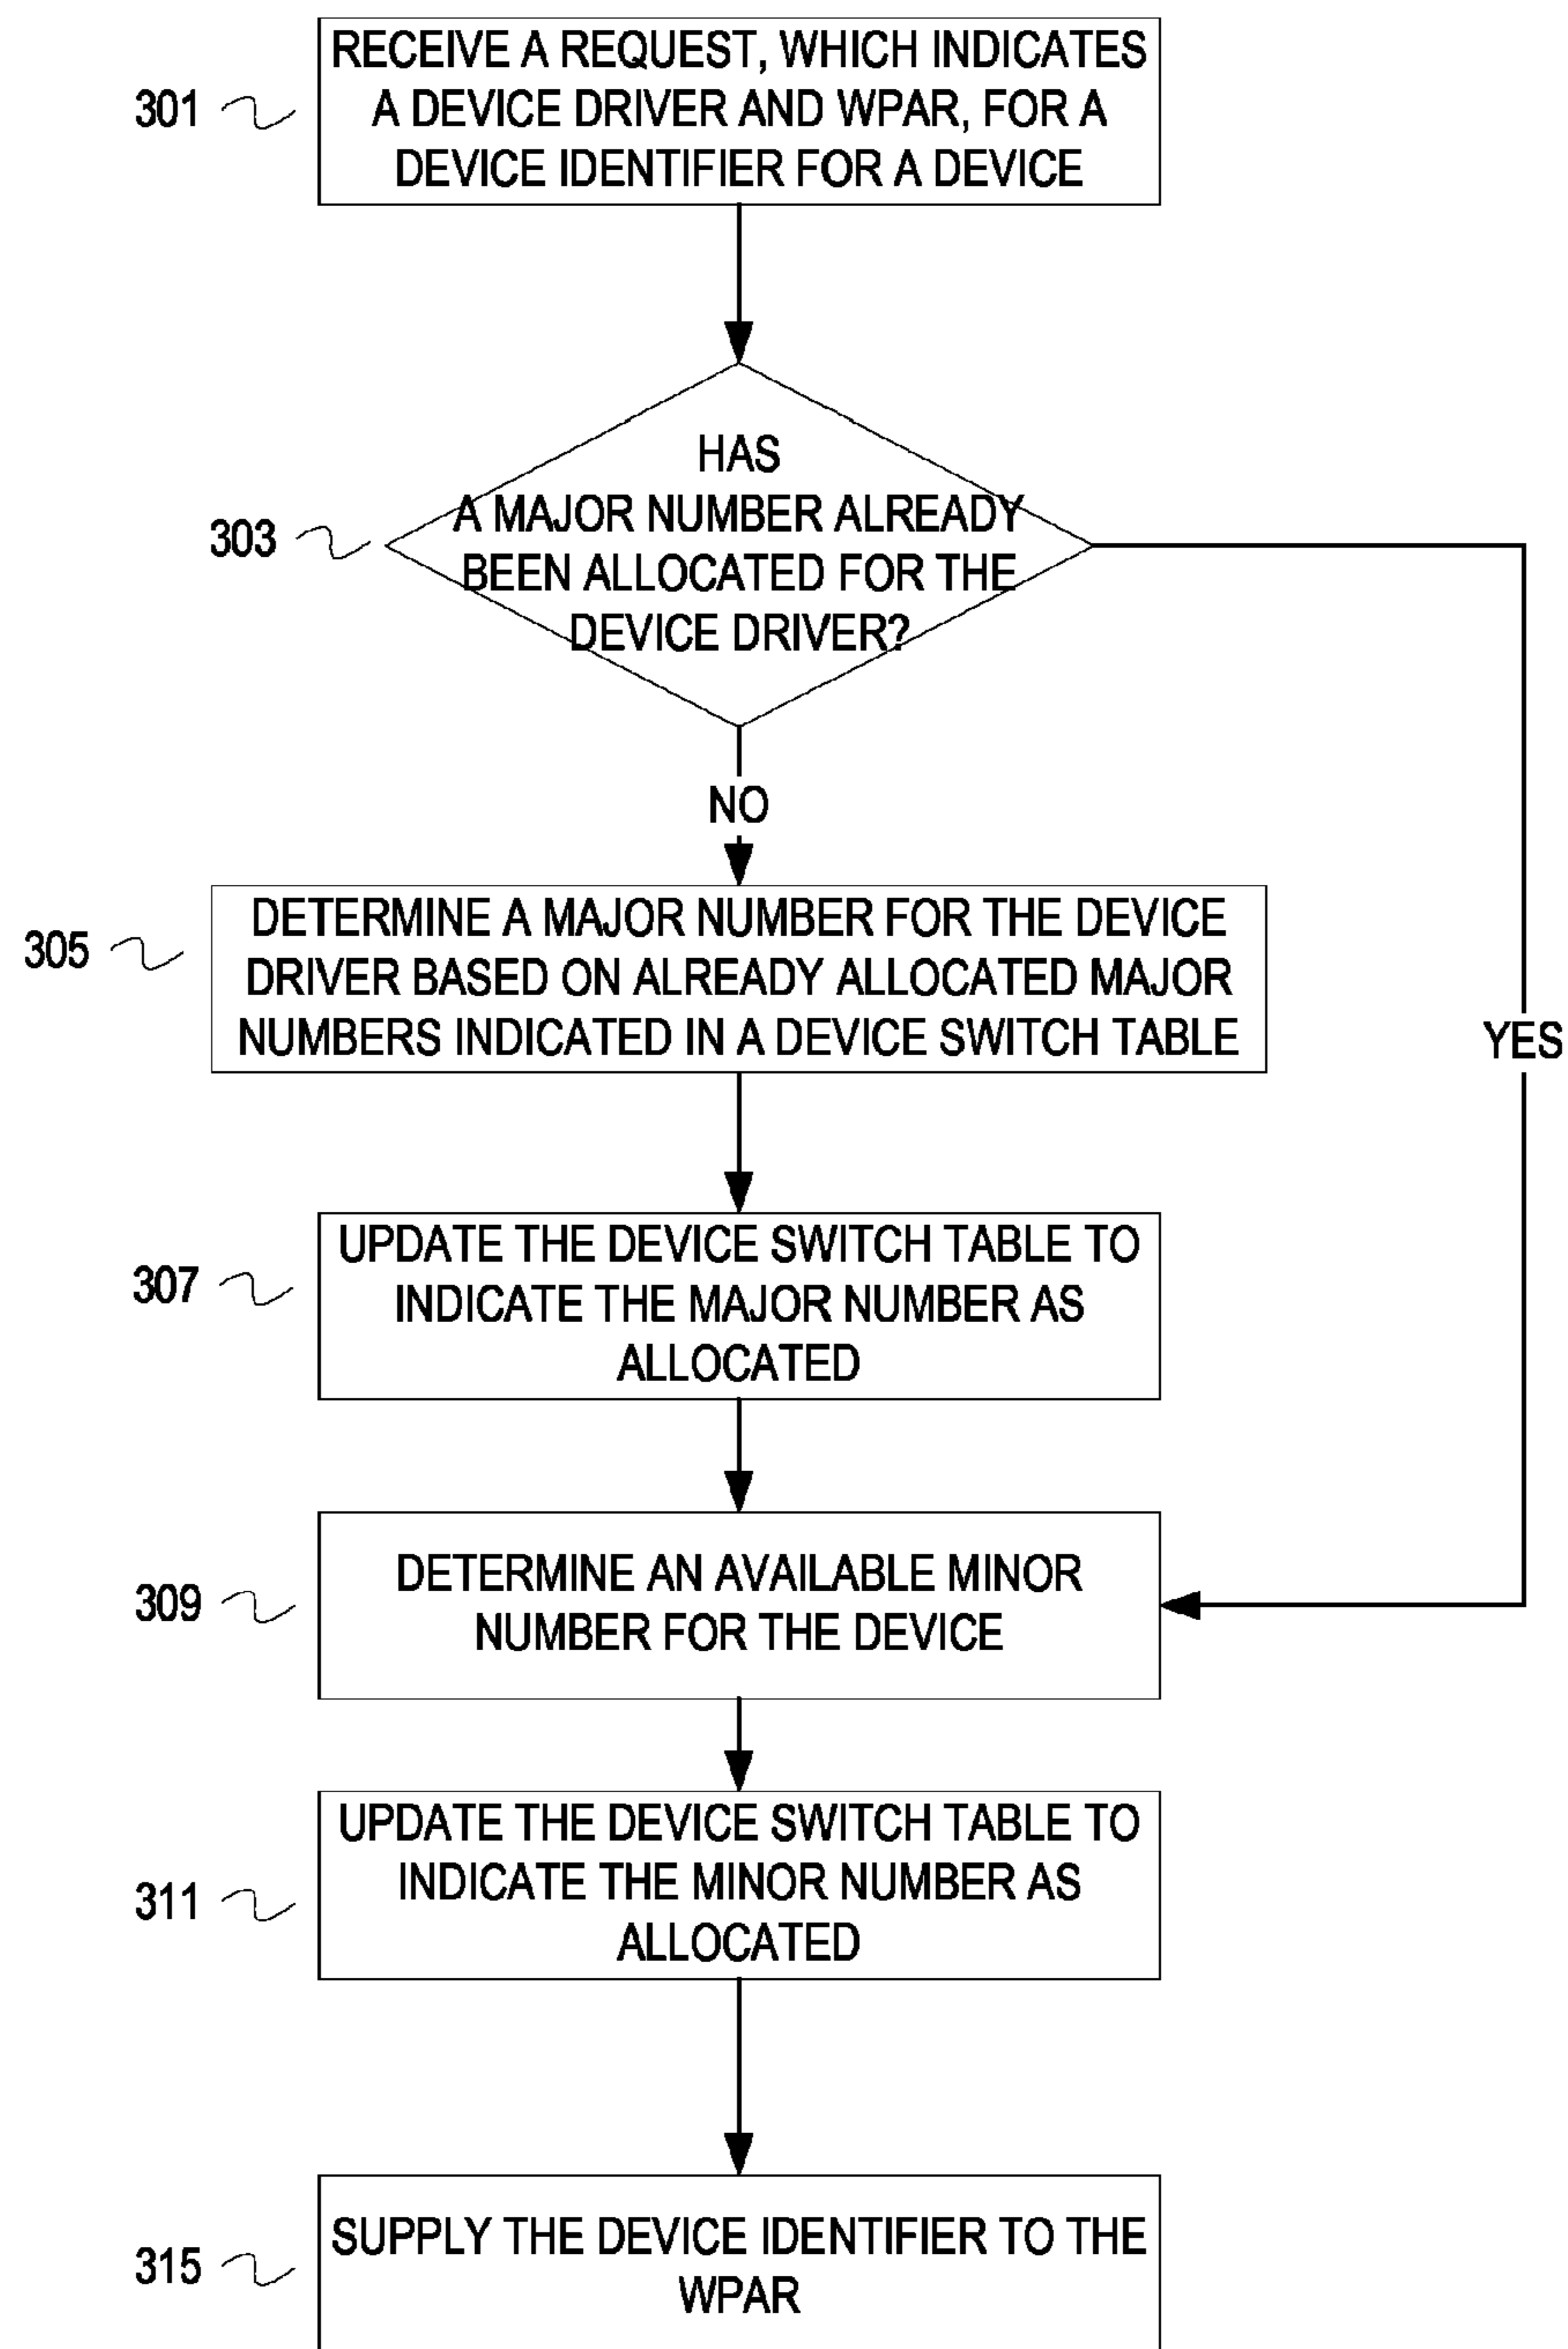 RECEIVE A REQUEST, WHICH INDICATES
301
A DEVICE DRIVER AND WPAR, FOR A
DEVICE IDENTIFIER FOR A DEVICE
HAS
A MAJOR NUMBER ALREADY
303
BEEN ALLOCATED FOR THE
DEVICE DRIVER?
NO
DETERMINE A MAJOR NUMBER FOR THE DEVICE
305
DRIVER BASED ON ALREADY ALLOCATED MAJOR
NUMBERS INDICATED IN A DEVICE SWITCH TABLE
YES
UPDATE THE DEVICE SWITCH TABLE TO
307
INDICATE THE MAJOR NUMBER AS
ALLOCATED
DETERMINE AN AVAILABLE MINOR
309
NUMBER FOR THE DEVICE
UPDATE THE DEVICE SWITCH TABLE TO
INDICATE THE MINOR NUMBER AS
311
ALLOCATED
SUPPLY THE DEVICE IDENTIFIER TO THE
315
WPAR